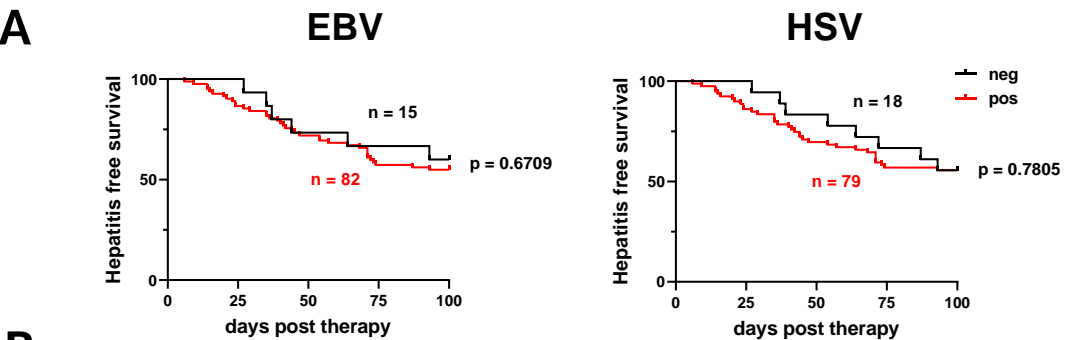 A
EBV
HSV
Hepatitis free survival
100
50
0
n = 15
n = 82
p = 0.6709
0 25 50 75 100
days post therapy
Hepatitis free survival
100
50
0
n = 18
n = 79
neg
pos
p = 0.7805
0 25 50 75 100
days post therapy